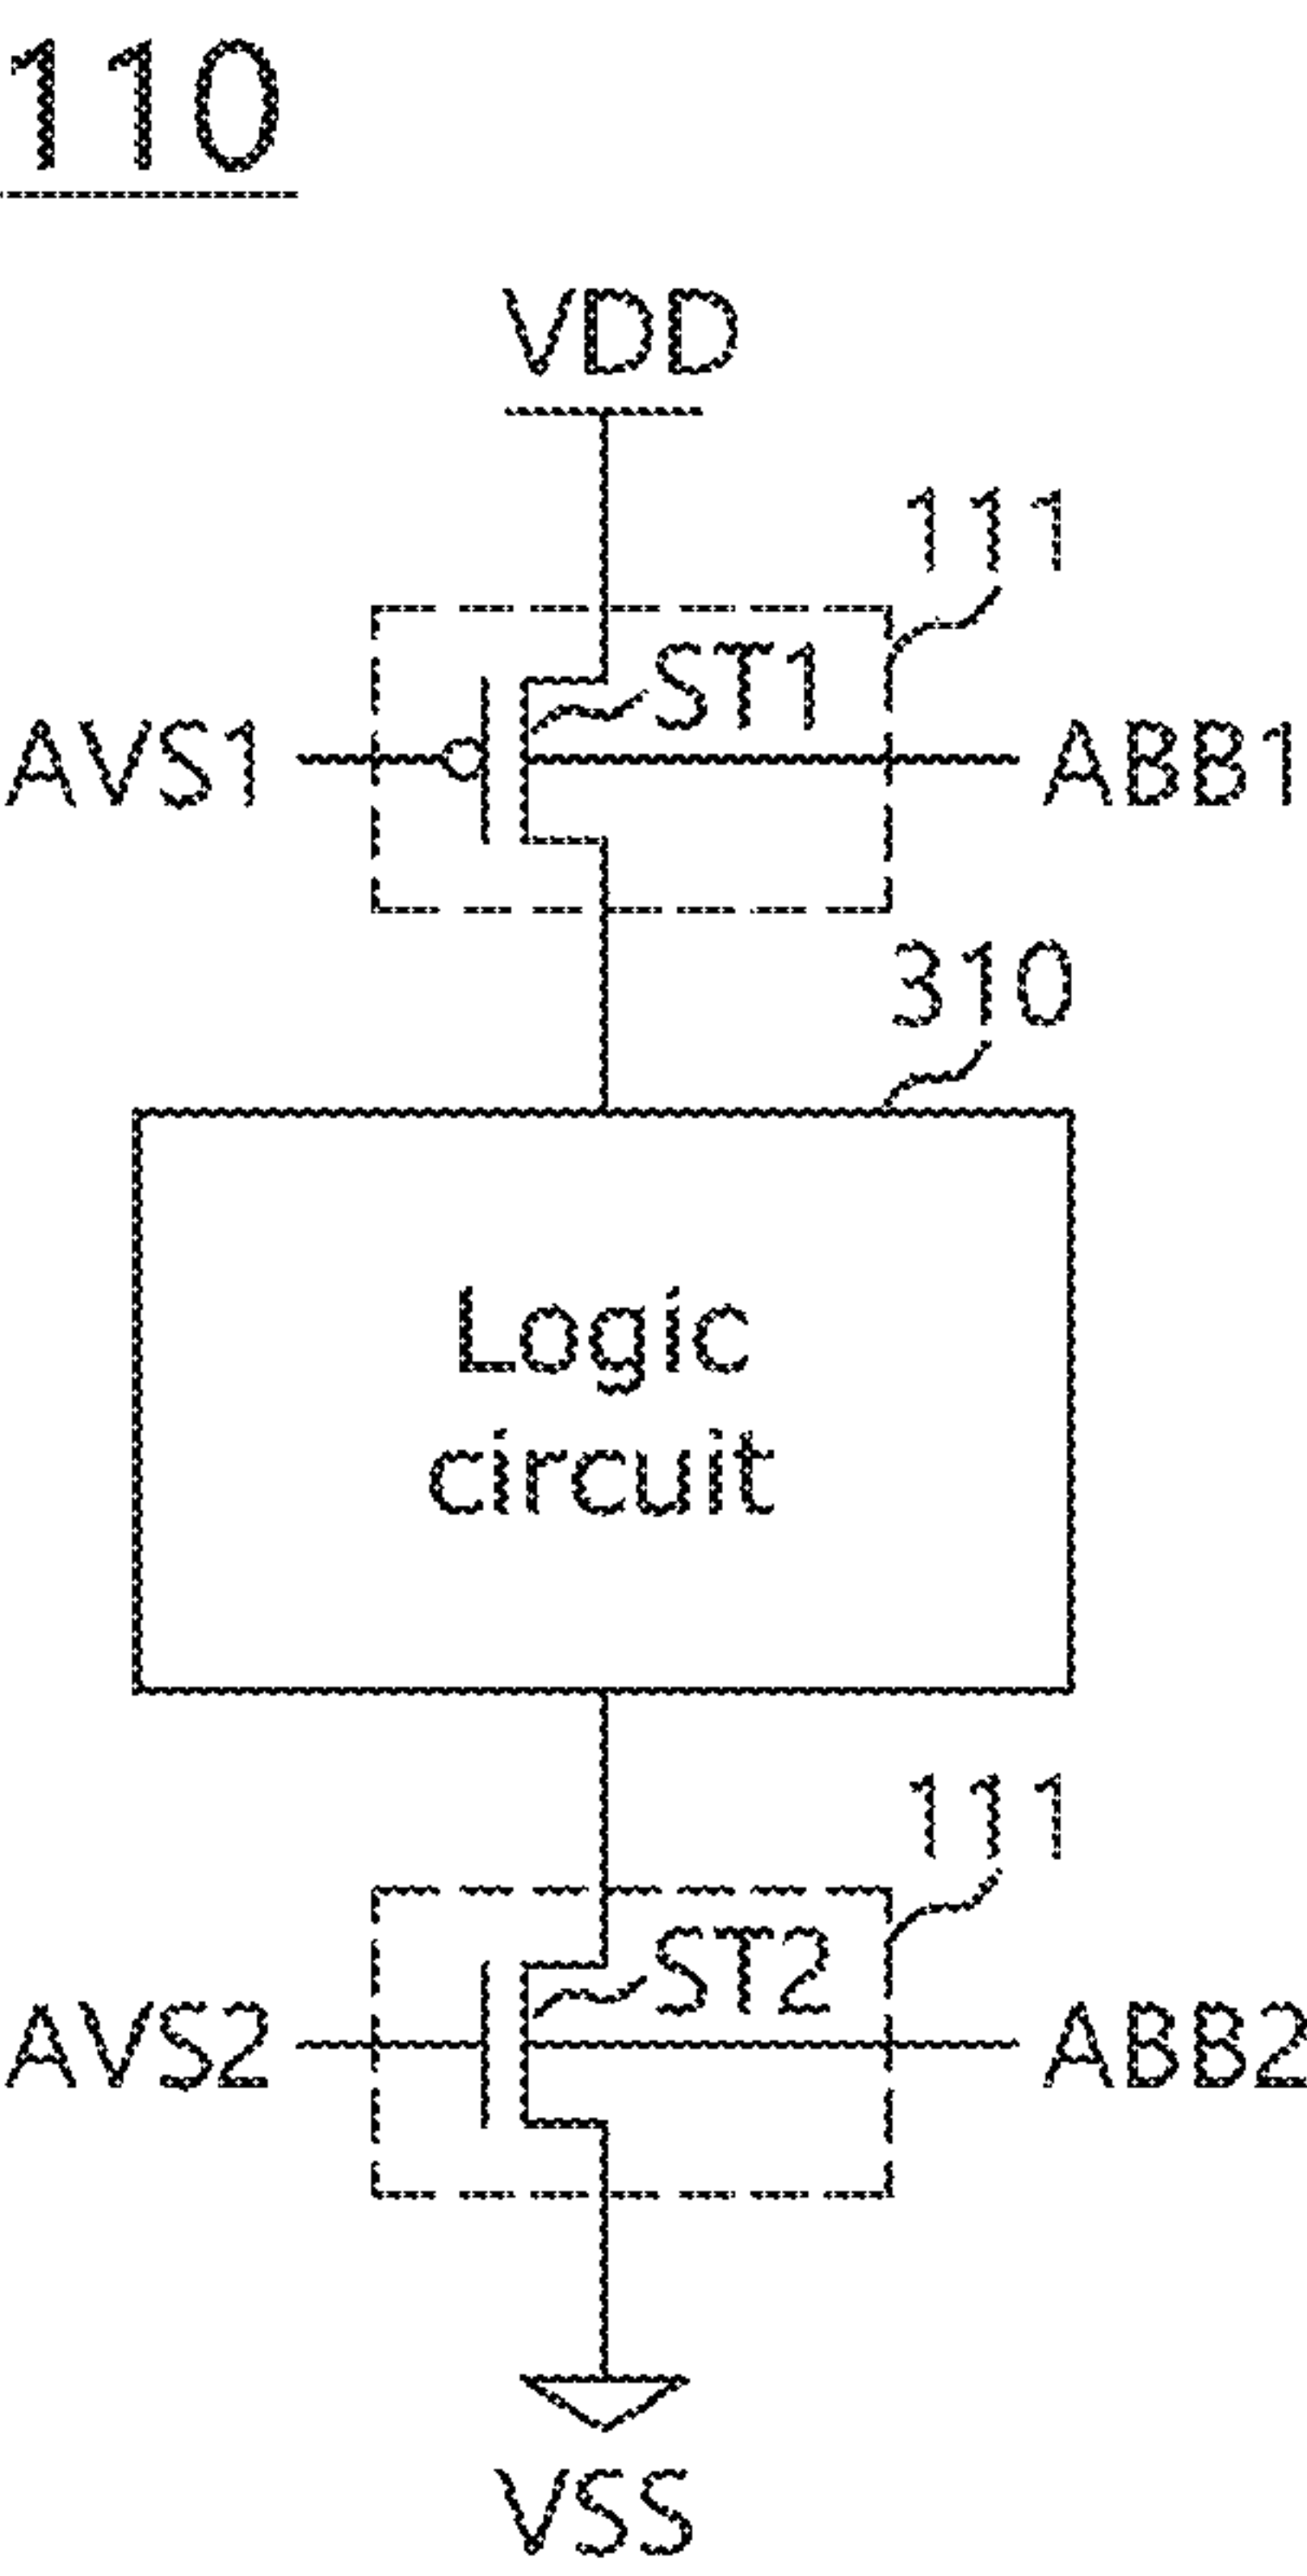 110
VDD
111
ST1
AVS1
ABB1
310
Logic
circuit
111
ST2
AVS2
ABB2
VSS